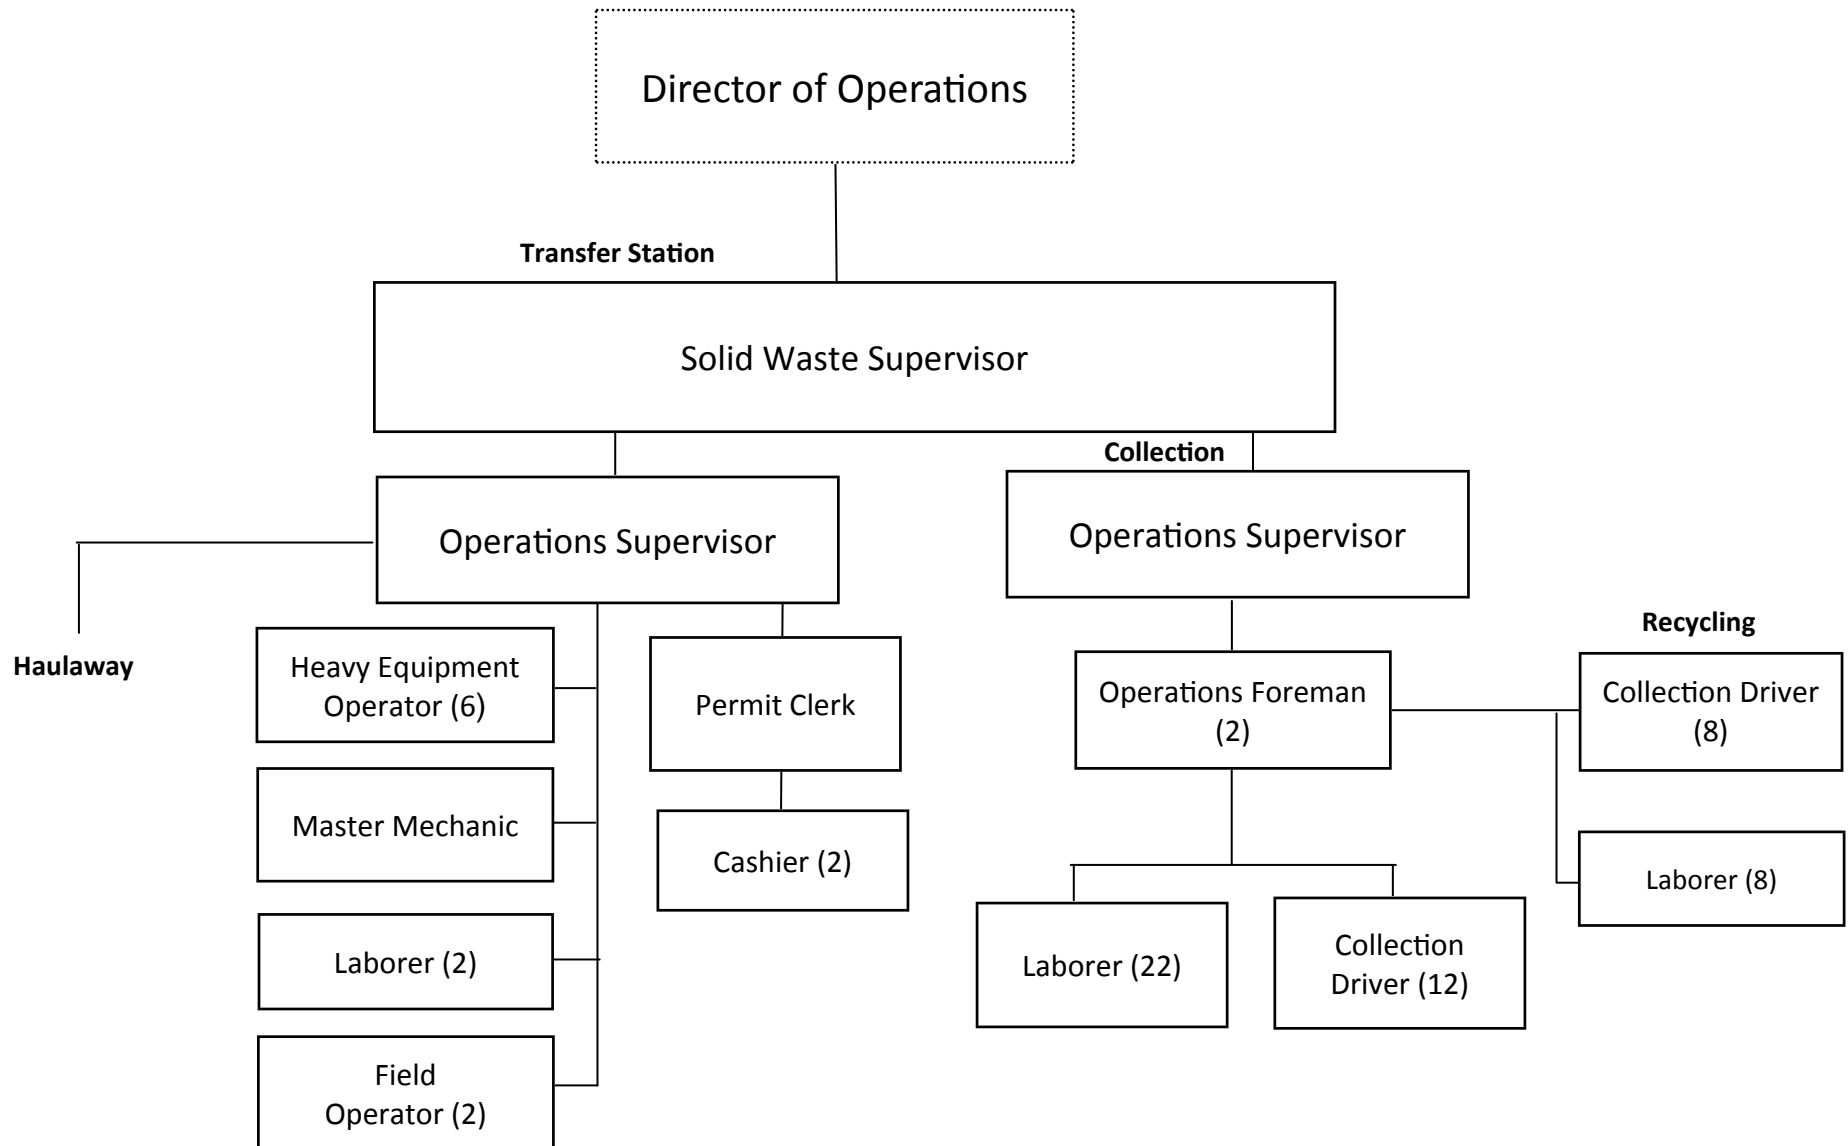 Director of Operations
Transfer Station
Solid Waste Supervisor
Collection
Operations Supervisor
Operations Supervisor
Haulaway
Heavy Equipment
Operator (6)
Permit Clerk
Master Mechanic
Cashier (2)
Laborer (2)
Field
Operator (2)
Operations Foreman
(2)
Recycling
Collection Driver
(8)
Laborer (8)
Laborer (22)
Collection
Driver (12)